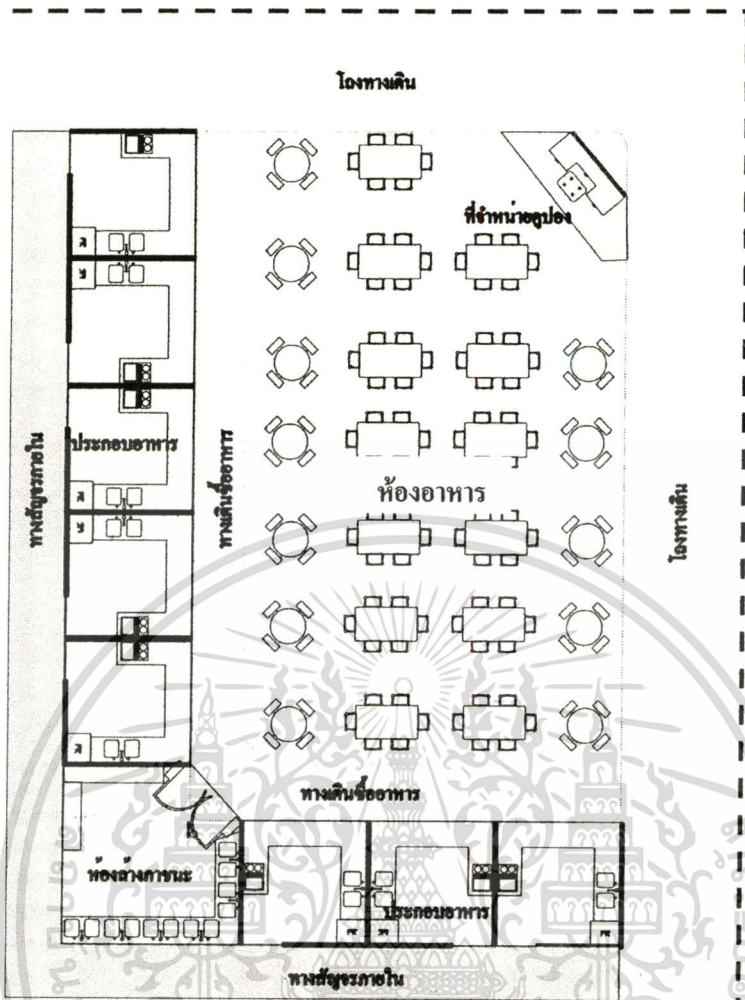 โถงทางเดิน
ที่จำหน่ายคูปอง
ทางสัญจรภายใน
ประกอบอาหาร
ทางเดินซื้ออาหาร
ห้องอาหาร
โถงทางเดิน
ทางเดินซื้ออาหาร
ห้องล้างภาชนะ
ประกอบอาหาร
ทางสัญจรภายใน